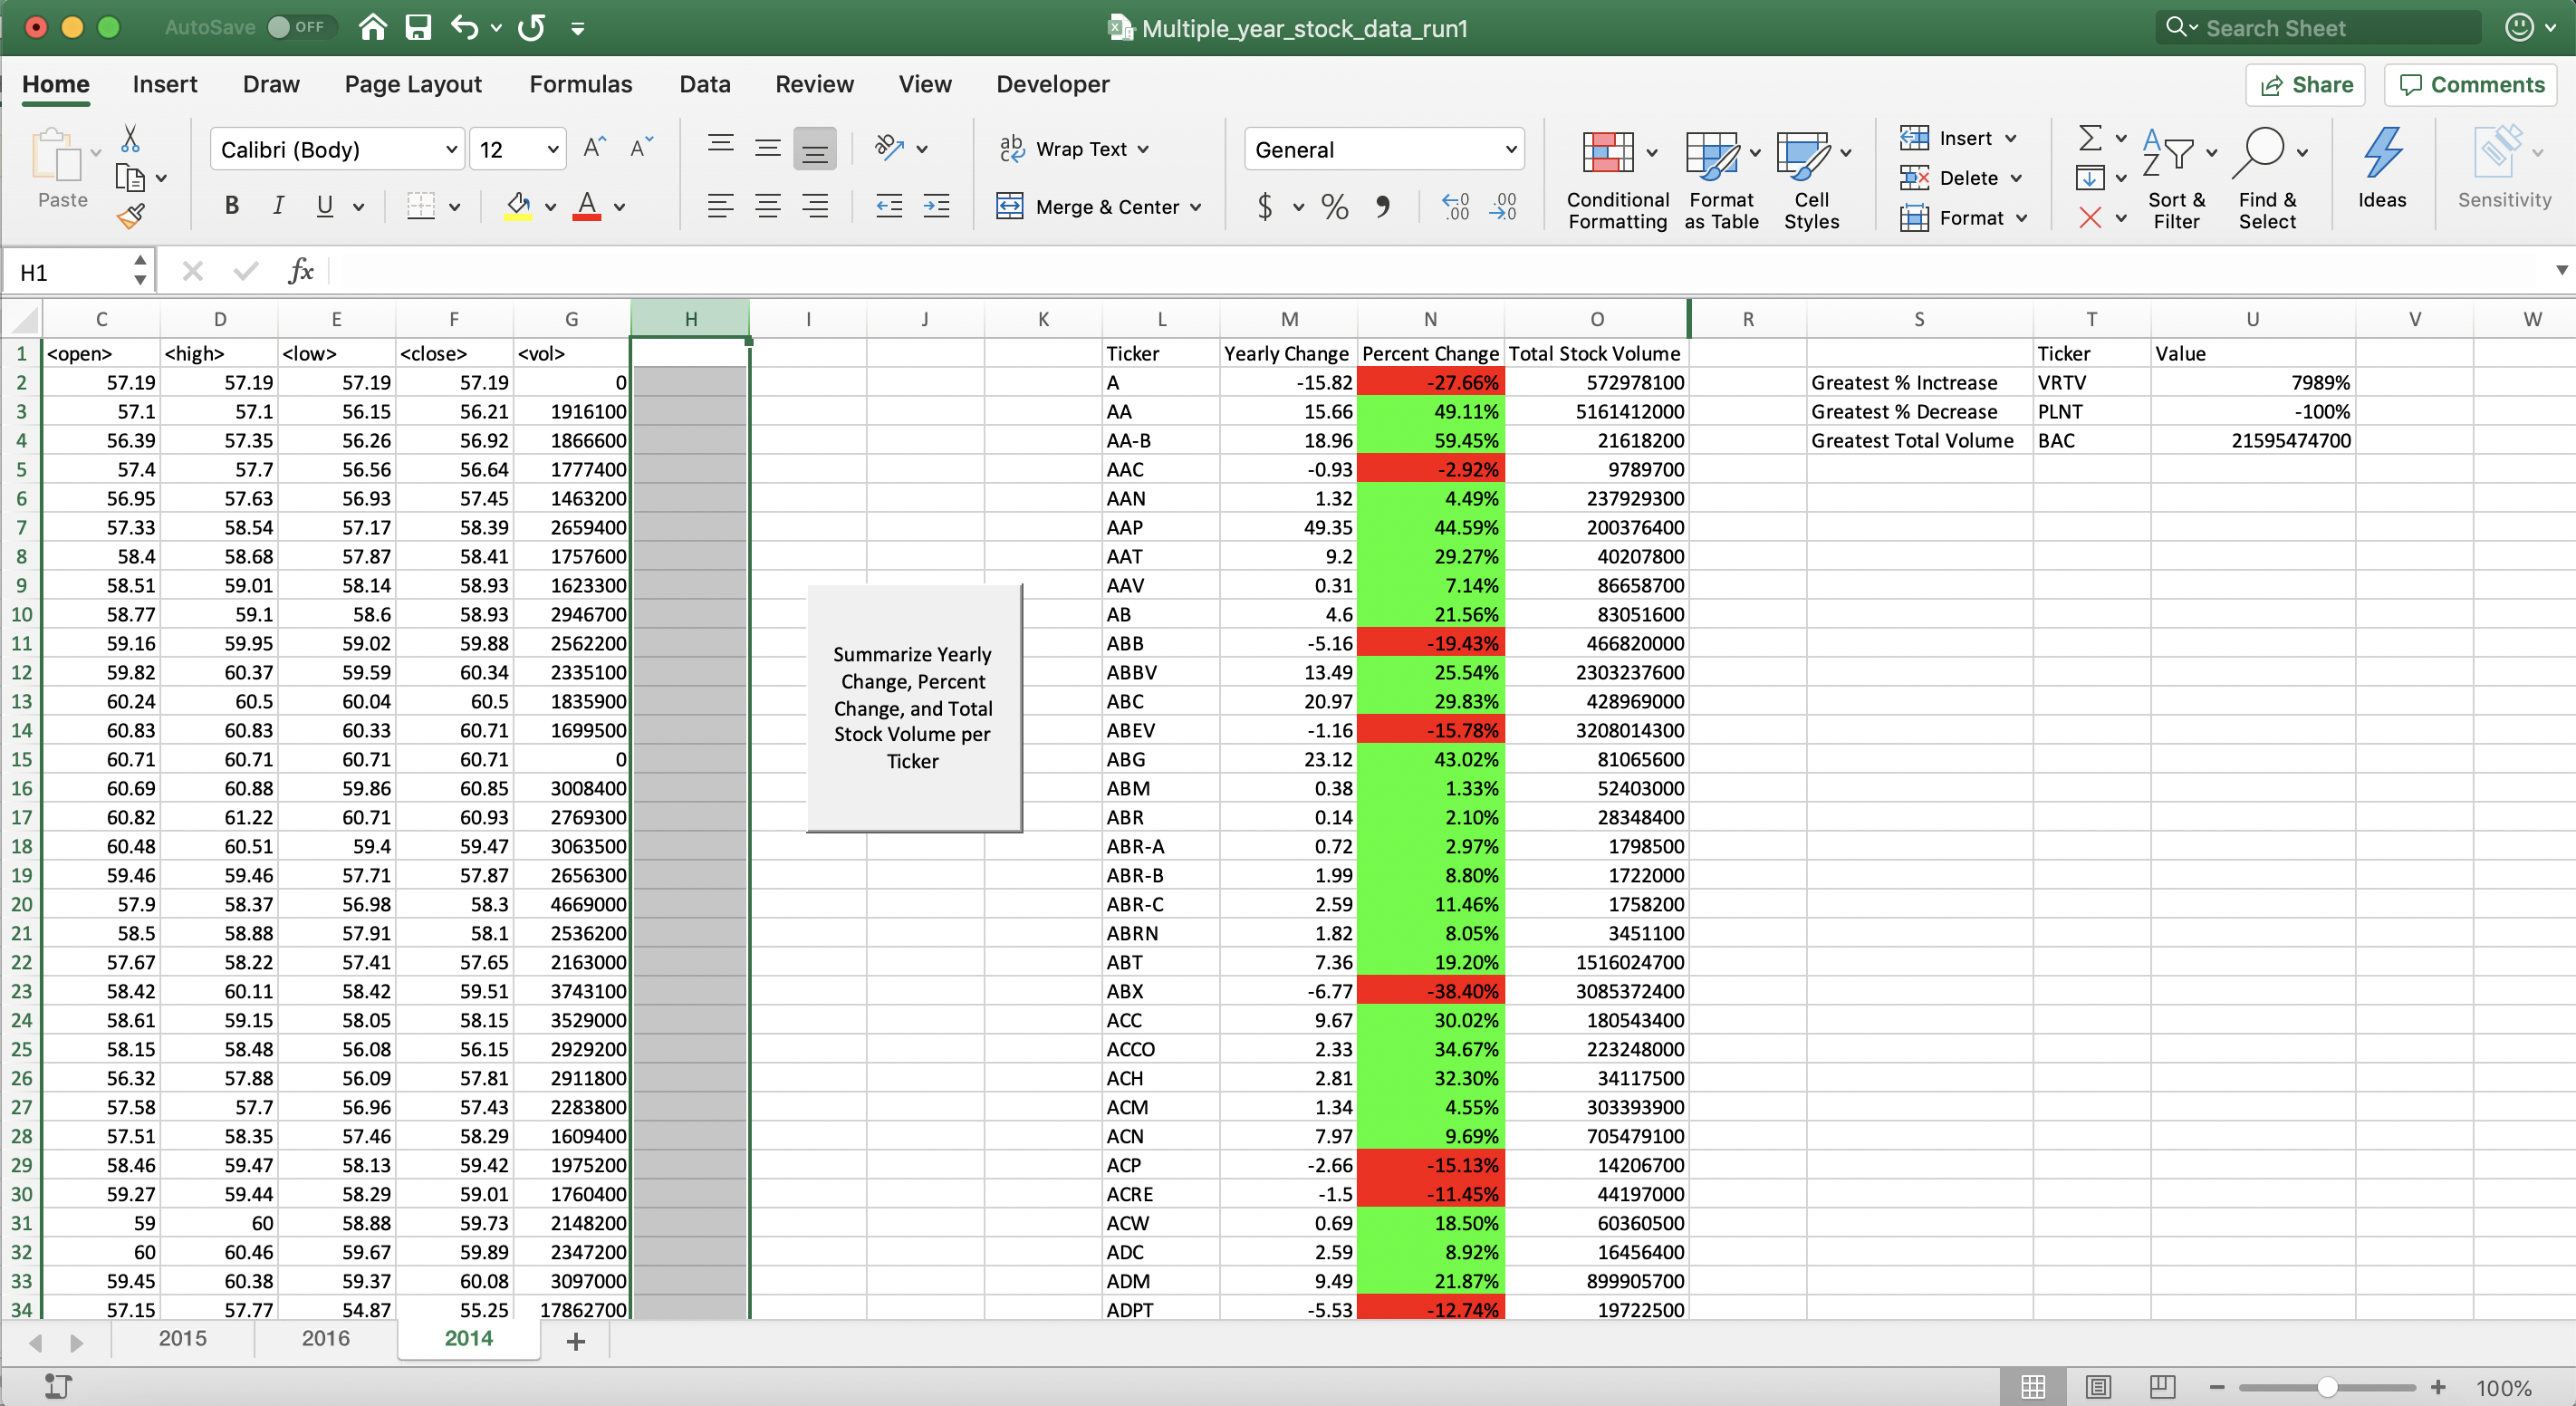 AutoSave OFF Multiple_year_stock_data_run1 Search Sheet
Home Insert Draw Page Layout Formulas Data Review View Developer Share Comments
Paste Calibri (Body) 12 A A ab c Wrap Text General Conditional Formatting Format as Table Cell Styles Insert Sort & Filter Find & Select Ideas Sensitivity
B I U A Merge & Center $ % .00 .00 Delete
Format
H1 fx
C D E F G H I J K L M N O R S T U V W
1 <open> <high> <low> <close> <vol> Ticker Yearly Change Percent Change Total Stock Volume Ticker Value
2 57.19 57.19 57.19 57.19 0 A -15.82 -27.66% 572978100 Greatest % Inctrease VRTV 7989%
3 57.1 57.1 56.15 56.21 1916100 AA 15.66 49.11% 5161412000 Greatest % Decrease PLNT -100%
4 56.39 57.35 56.26 56.92 1866600 AA-B 18.96 59.45% 21618200 Greatest Total Volume BAC 21595474700
5 57.4 57.7 56.56 56.64 1777400 AAC -0.93 -2.92% 9789700
6 56.95 57.63 56.93 57.45 1463200 AAN 1.32 4.49% 237929300
7 57.33 58.54 57.17 58.39 2659400 AAP 49.35 44.59% 200376400
8 58.4 58.68 57.87 58.41 1757600 AAT 9.2 29.27% 40207800
9 58.51 59.01 58.14 58.93 1623300 AAV 0.31 7.14% 86658700
10 58.77 59.1 58.6 58.93 2946700 AB 4.6 21.56% 83051600
11 59.16 59.95 59.02 59.88 2562200 ABB -5.16 -19.43% 466820000
12 59.82 60.37 59.59 60.34 2335100 ABBV 13.49 25.54% 2303237600
13 60.24 60.5 60.04 60.5 1835900 ABC 20.97 29.83% 428969000
14 60.83 60.83 60.33 60.71 1699500 ABEV -1.16 -15.78% 3208014300
15 60.71 60.71 60.71 60.71 0 ABG 23.12 43.02% 81065600
16 60.69 60.88 59.86 60.85 3008400 ABM 0.38 1.33% 52403000
17 60.82 61.22 60.71 60.93 2769300 ABR 0.14 2.10% 28348400
18 60.48 60.51 59.4 59.47 3063500 ABR-A 0.72 2.97% 1798500
19 59.46 59.46 57.71 57.87 2656300 ABR-B 1.99 8.80% 1722000
20 57.9 58.37 56.98 58.3 4669000 ABR-C 2.59 11.46% 1758200
21 58.5 58.88 57.91 58.1 2536200 ABRN 1.82 8.05% 3451100
22 57.67 58.22 57.41 57.65 2163000 ABT 7.36 19.20% 1516024700
23 58.42 60.11 58.42 59.51 3743100 ABX -6.77 -38.40% 3085372400
24 58.61 59.15 58.05 58.15 3529000 ACC 9.67 30.02% 180543400
25 58.15 58.48 56.08 56.15 2929200 ACCO 2.33 34.67% 223248000
26 56.32 57.88 56.09 57.81 2911800 ACH 2.81 32.30% 34117500
27 57.58 57.7 56.96 57.43 2283800 ACM 1.34 4.55% 303393900
28 57.51 58.35 57.46 58.29 1609400 ACN 7.97 9.69% 705479100
29 58.46 59.47 58.13 59.42 1975200 ACP -2.66 -15.13% 14206700
30 59.27 59.44 58.29 59.01 1760400 ACRE -1.5 -11.45% 44197000
31 59 60 58.88 59.73 2148200 ACW 0.69 18.50% 60360500
32 60 60.46 59.67 59.89 2347200 ADC 2.59 8.92% 16456400
33 59.45 60.38 59.37 60.08 3097000 ADM 9.49 21.87% 899905700
34 57.15 57.77 54.87 55.25 17862700 ADPT -5.53 -12.74% 19722500
Summarize Yearly
Change, Percent
Change, and Total
Stock Volume per
Ticker
2015 2016 2014 +
100%